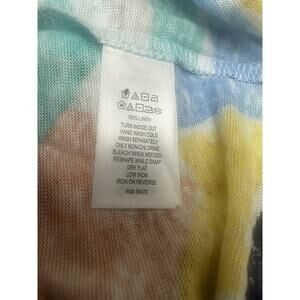 100% LINEN
TURN INSIDE OUT
HAND WASH COLD
WASH SEPARATELY
ONLY NON-CHLORINE
BLEACH WHEN NEEDED
RESHAPE WHILE DAMP
DRY FLAT
LOW IRON
IRON ON REVERSE
RN#